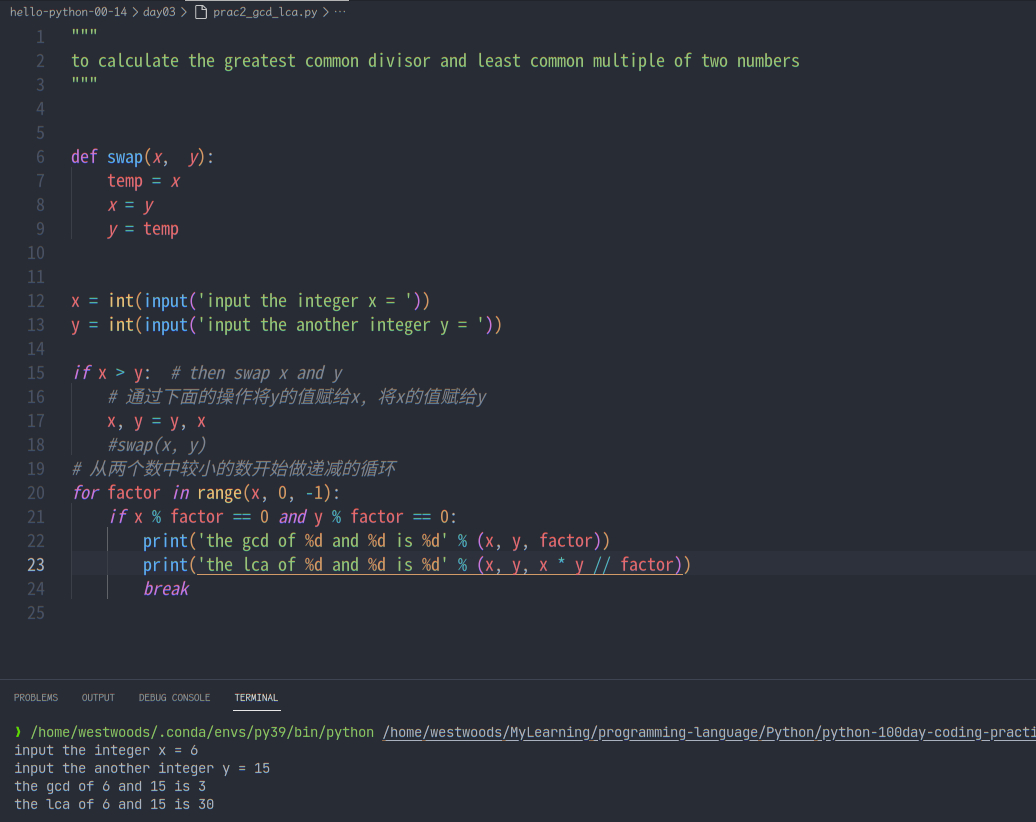 hello-python-00-14 > day03 > prac2_gcd_lca.py > ...
1 """
2 to calculate the greatest common divisor and least common multiple of two numbers
3 """
4
5
6 def swap(x,  y):
7     temp = x
8     x = y
9     y = temp
10
11
12 x = int(input('input the integer x = '))
13 y = int(input('input the another integer y = '))
14
15 if x > y:  # then swap x and y
16     # 通过下面的操作将y的值赋给x, 将x的值赋给y
17     x, y = y, x
18     #swap(x, y)
19 # 从两个数中较小的数开始做递减的循环
20 for factor in range(x, 0, -1):
21     if x % factor == 0 and y % factor == 0:
22         print('the gcd of %d and %d is %d' % (x, y, factor))
23         print('the lca of %d and %d is %d' % (x, y, x * y // factor))
24         break
25
PROBLEMS OUTPUT DEBUG CONSOLE TERMINAL
❯ /home/westwoods/.conda/envs/py39/bin/python /home/westwoods/MyLearning/programming-language/Python/python-100day-coding-practi
input the integer x = 6
input the another integer y = 15
the gcd of 6 and 15 is 3
the lca of 6 and 15 is 30